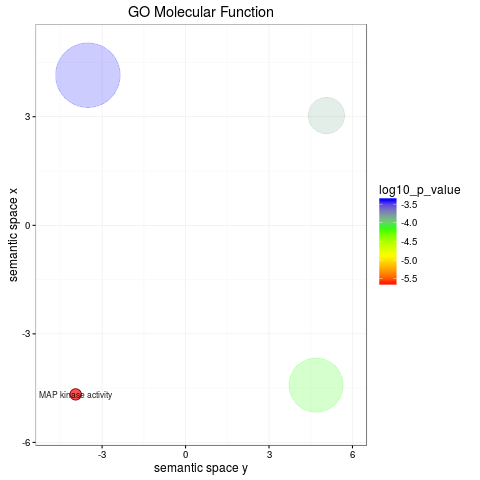 GO Molecular Function
semantic space x
3
0
-3
-6
MAP kinase activity
-3
0
3
6
semantic space y
log10_p_value
-3.5
-4.0
-4.5
-5.0
-5.5